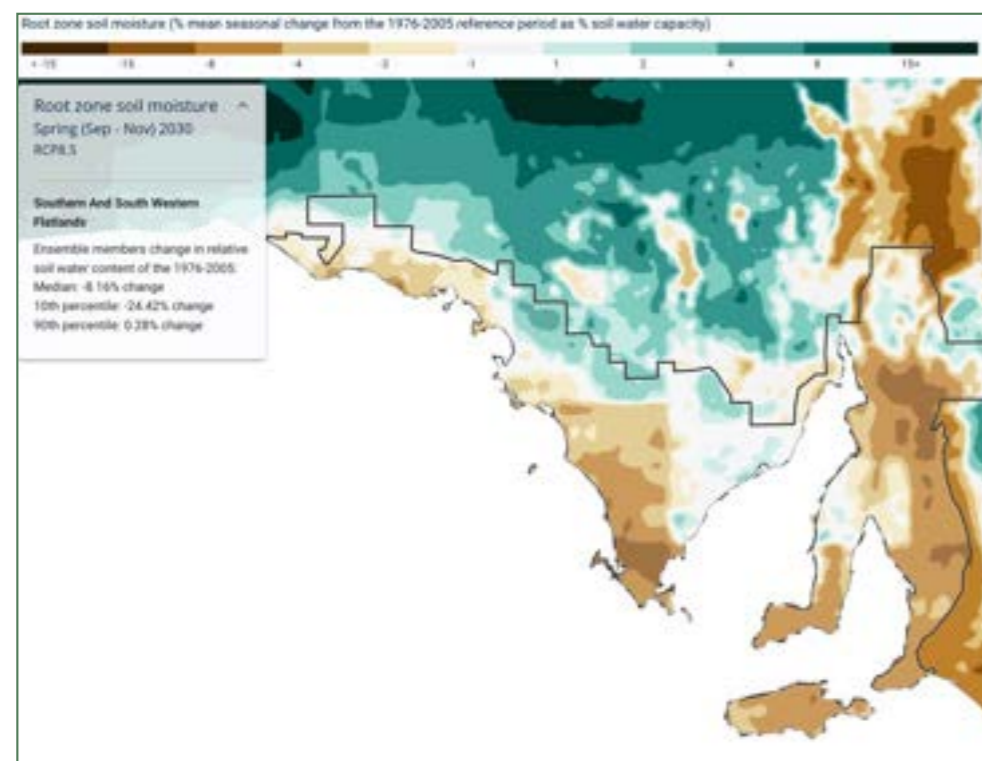 Root zone soil moisture (% mean seasonal change from the 1976-2005 reference period as % soil water capacity)
< -15 -15 -8 -4 -2 -1 1 2 4 8 15+
Root zone soil moisture
Spring (Sep - Nov) 2030
RCP8.5
Southern And South Western
Flatlands
Ensemble members change in relative
soil water content of the 1976-2005:
Median: -8.16% change
10th percentile: -24.42% change
90th percentile: 0.28% change